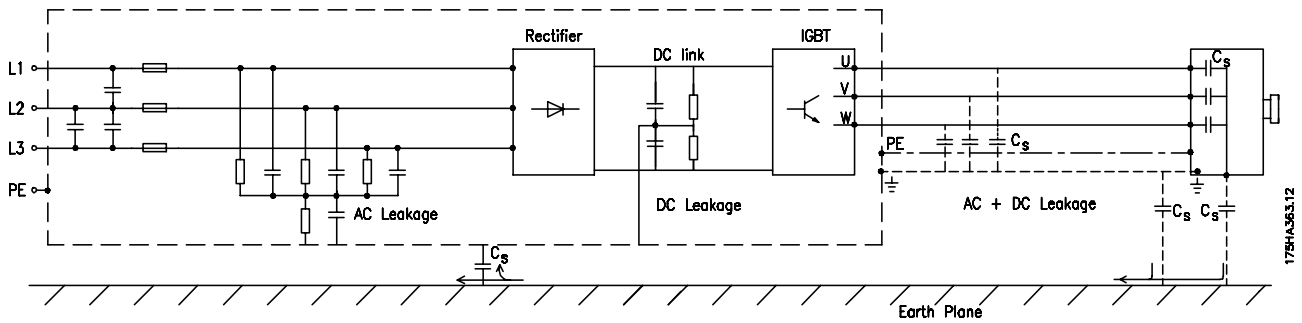 Rectifier
DC link
IGBT
L1
L2
L3
PE
U
V
W
PE
Cs
Cs
AC Leakage
DC Leakage
AC + DC Leakage
Cs
Cs
Cs
Earth Plane
175HA363.12